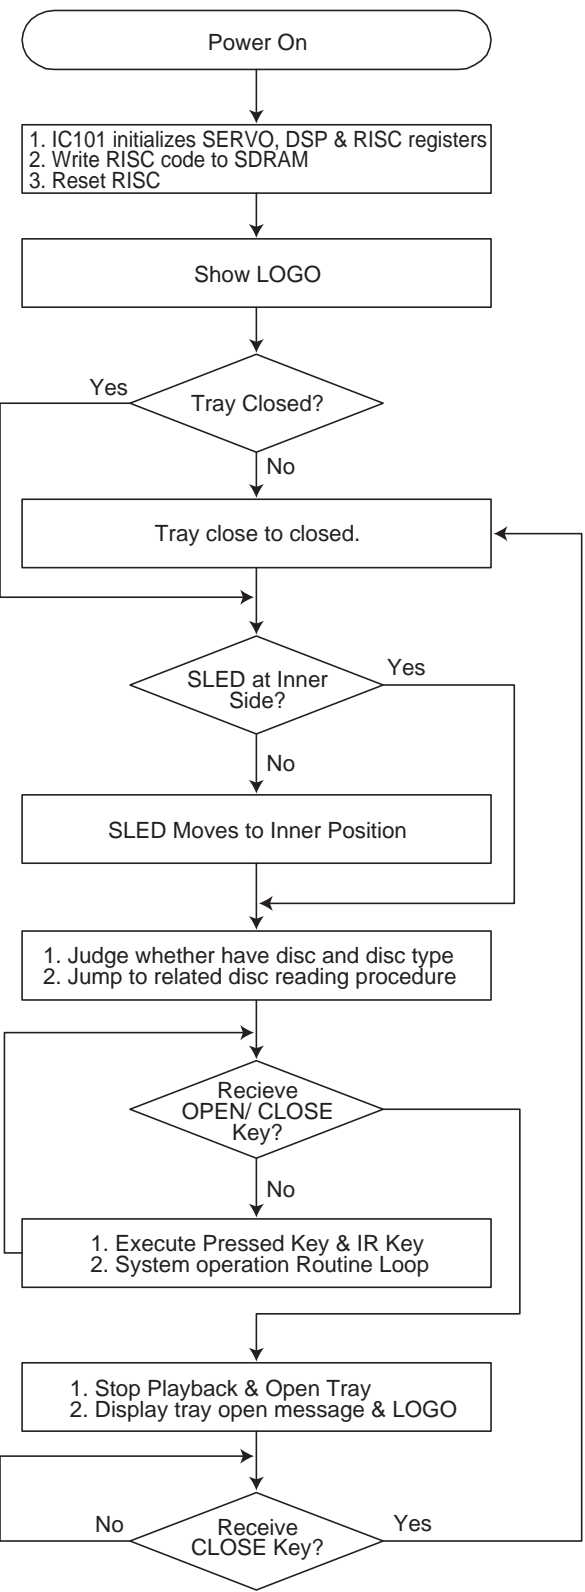 Power On
1. IC101 initializes SERVO, DSP & RISC registers
2. Write RISC code to SDRAM
3. Reset RISC
Show LOGO
Yes
Tray Closed?
No
Tray close to closed.
SLED at Inner
Side?
Yes
No
SLED Moves to Inner Position
1. Judge whether have disc and disc type
2. Jump to related disc reading procedure
Recieve
OPEN/ CLOSE
Key?
No
1. Execute Pressed Key & IR Key
2. System operation Routine Loop
1. Stop Playback & Open Tray
2. Display tray open message & LOGO
No
Receive
CLOSE Key?
Yes